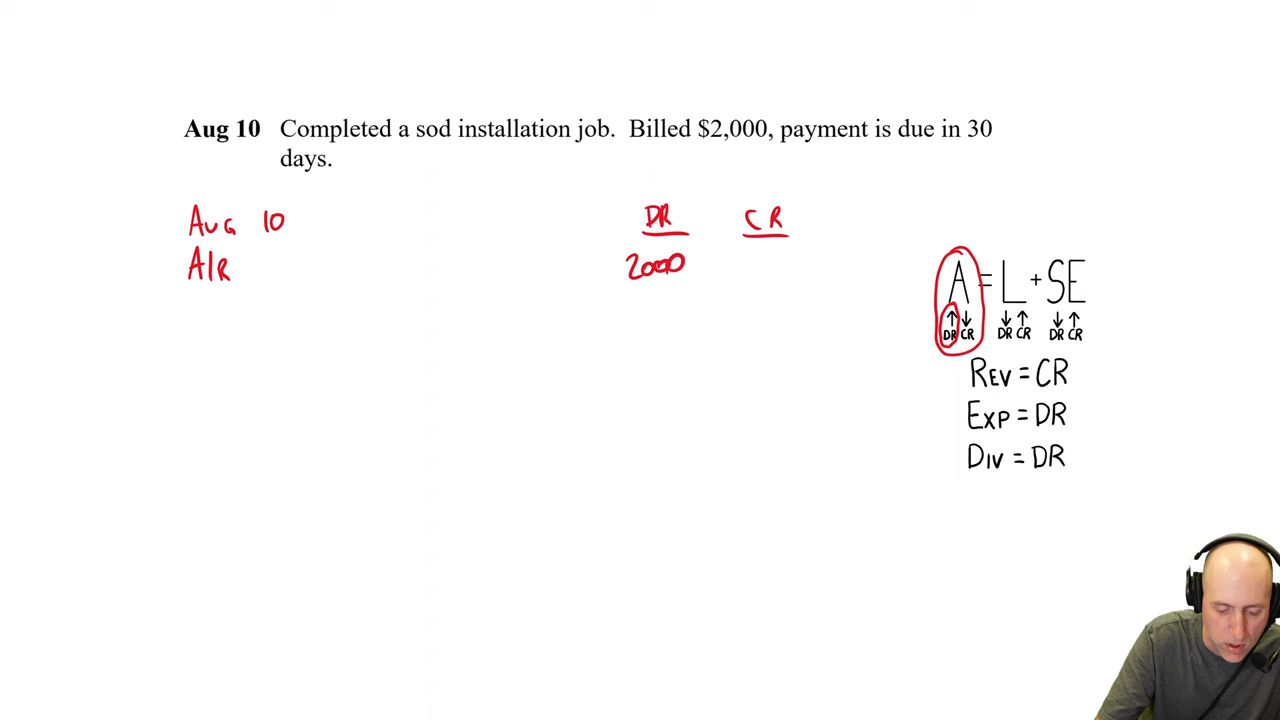 Aug 10 Completed a sod installation job. Billed $2,000, payment is due in 30
days.
AUG 10 DR CR
A/R 2000
A = L + SE
↑ ↓ ↓ ↑ ↓ ↑
DR CR DR CR DR CR
REV = CR
EXP = DR
DIV = DR